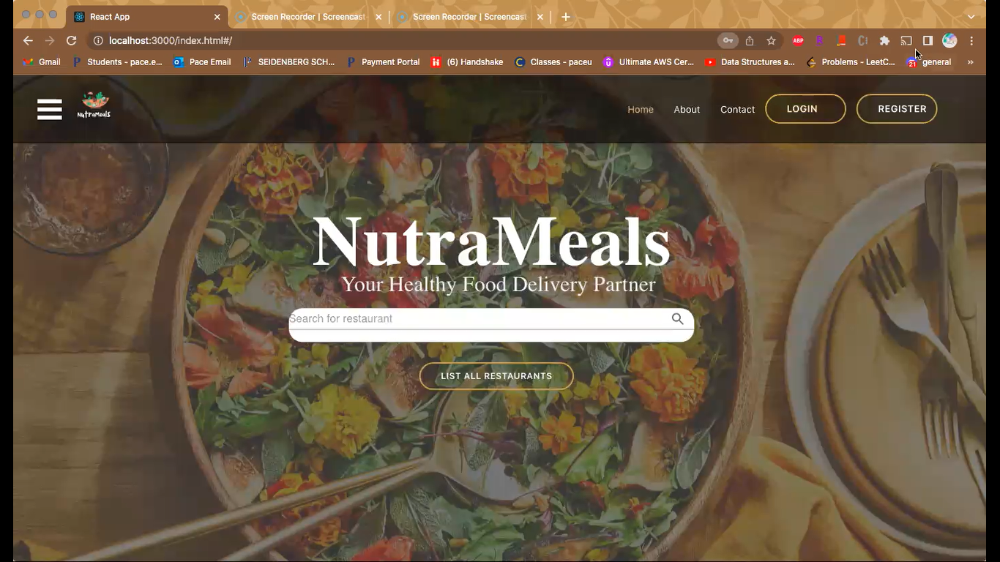 React App
Screen Recorder | Screencast-
Screen Recorder | Screencast
localhost:3000/index.html#/
ABP
Gmail
Students - pace.e...
Pace Email
SEIDENBERG SCH...
Payment Portal
(6) Handshake
Classes - paceu
Ultimate AWS Cer...
Data Structures a...
Problems - LeetC...
21
general
»
NutraMeals
Home
About
Contact
LOGIN
REGISTER
NutraMeals
Your Healthy Food Delivery Partner
Search for restaurant
LIST ALL RESTAURANTS